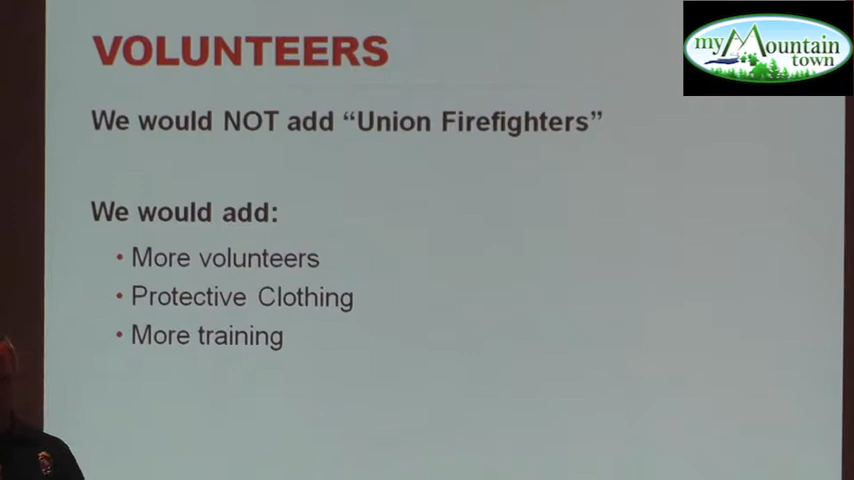 VOLUNTEERS
We would NOT add “Union Firefighters”
We would add:
• More volunteers
• Protective Clothing
• More training
my Mountain
town